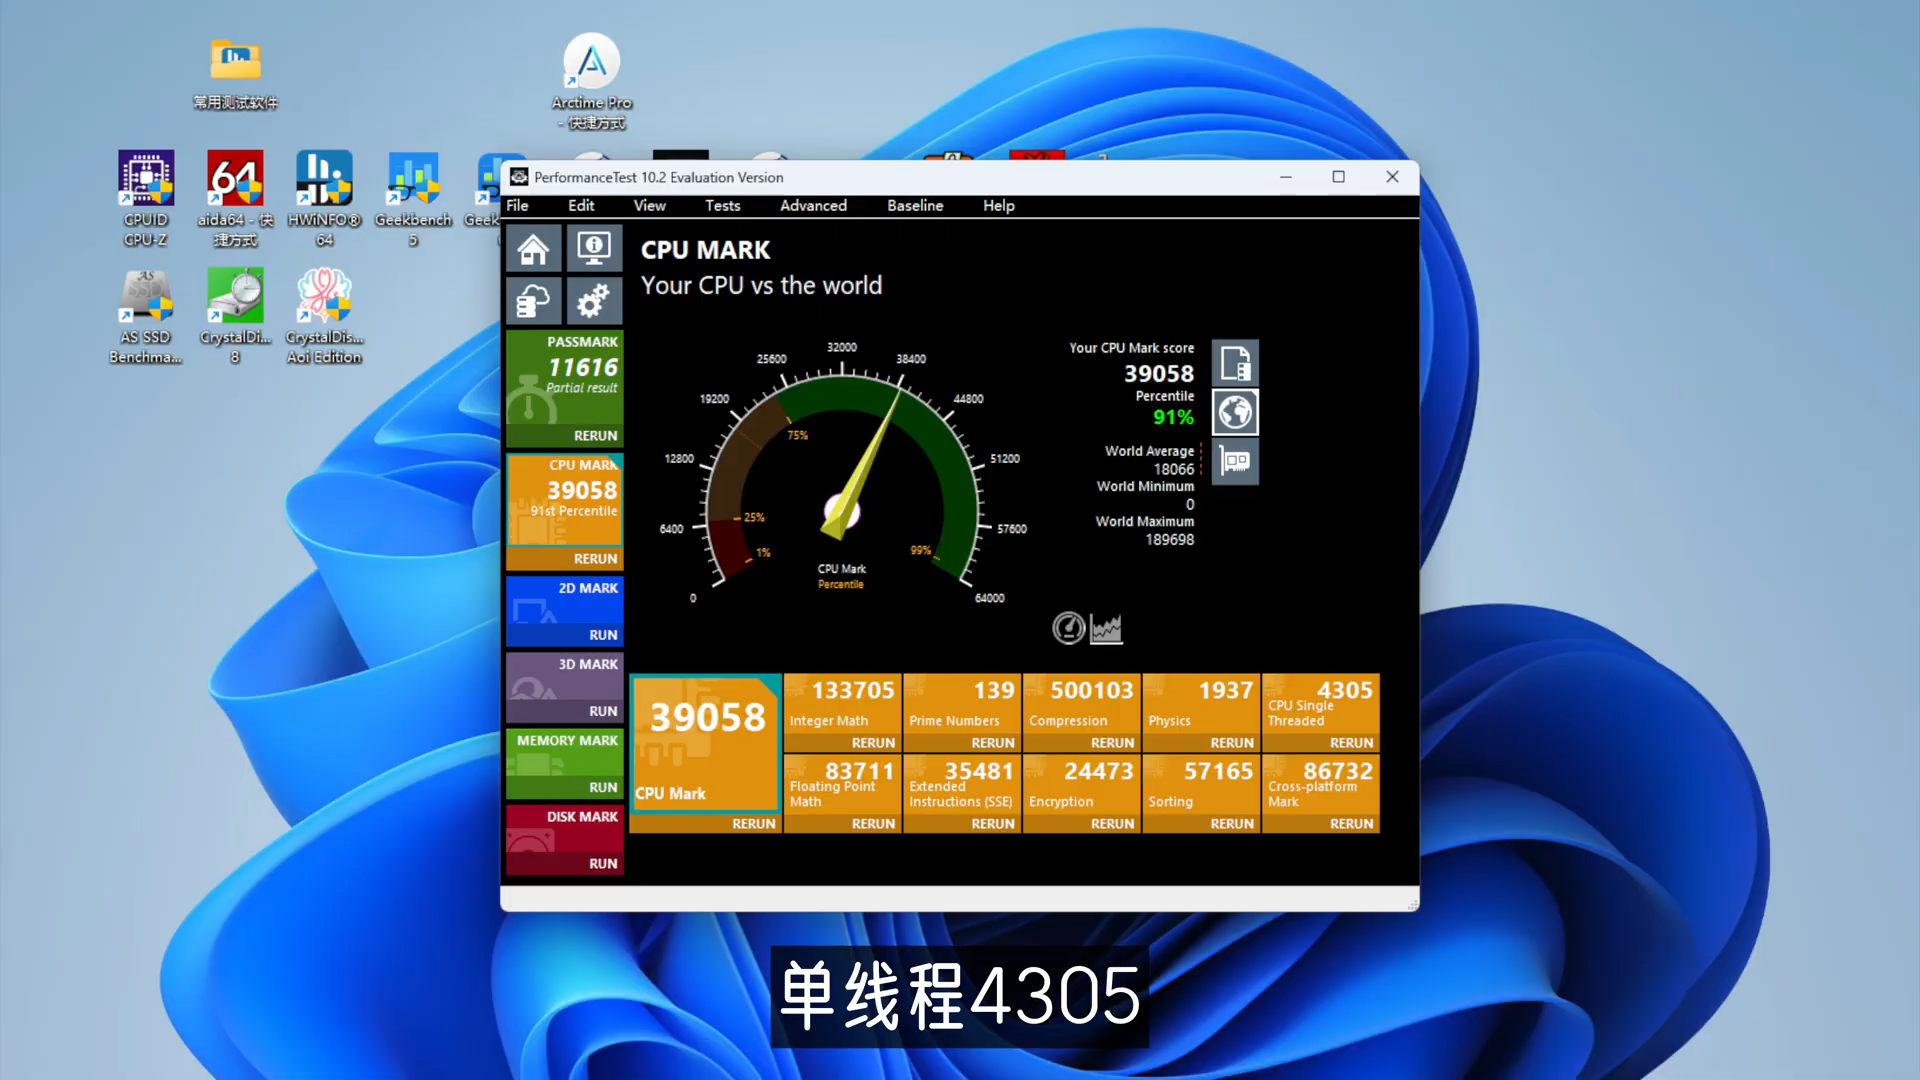 常用测试软件
Arctime Pro
- 快捷方式
CPUID
CPU-Z
aida64 - 快
捷方式
HWiNFO®
64
Geekbench
5
AS SSD
Benchma...
CrystalDi...
8
CrystalDis...
Aoi Edition
PerformanceTest 10.2 Evaluation Version
File Edit View Tests Advanced Baseline Help
CPU MARK
Your CPU vs the world
PASSMARK
11616
Partial result
RERUN
CPU MARK
39058
91st Percentile
RERUN
2D MARK
RUN
3D MARK
RUN
MEMORY MARK
RUN
DISK MARK
RUN
0
6400
12800
19200
25600
32000
38400
44800
51200
57600
64000
1%
25%
75%
99%
CPU Mark
Percentile
Your CPU Mark score
39058
Percentile
91%
World Average
18066
World Minimum
0
World Maximum
189698
39058
CPU Mark
RERUN
133705
Integer Math
RERUN
139
Prime Numbers
RERUN
500103
Compression
RERUN
1937
Physics
RERUN
4305
CPU Single
Threaded
RERUN
83711
Floating Point
Math
RERUN
35481
Extended
Instructions (SSE)
RERUN
24473
Encryption
RERUN
57165
Sorting
RERUN
86732
Cross-platform
Mark
RERUN
单线程4305